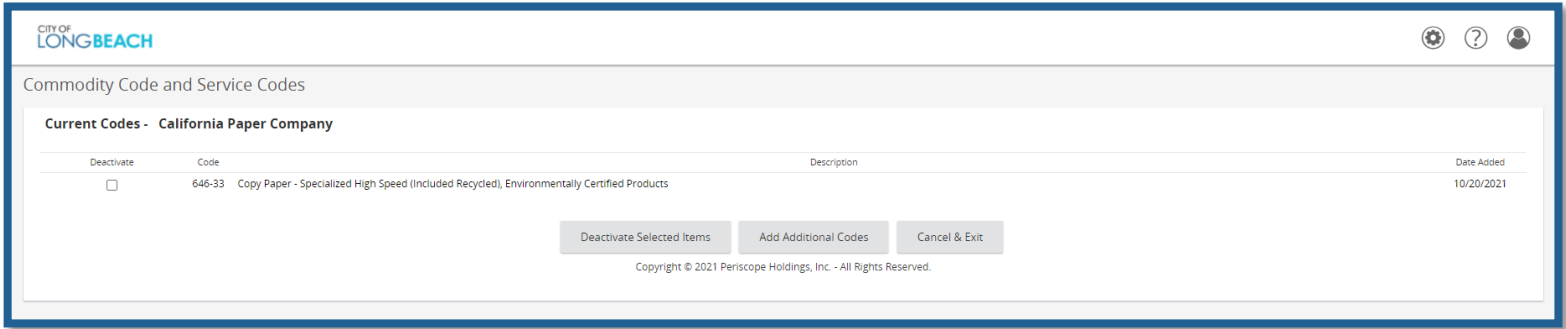 CITY OF
LONGBEACH
?
Commodity Code and Service Codes
Current Codes - California Paper Company
Deactivate Code Description Date Added
646-33 Copy Paper - Specialized High Speed (Included Recycled), Environmentally Certified Products 10/20/2021
Deactivate Selected Items Add Additional Codes Cancel & Exit
Copyright © 2021 Periscope Holdings, Inc. - All Rights Reserved.